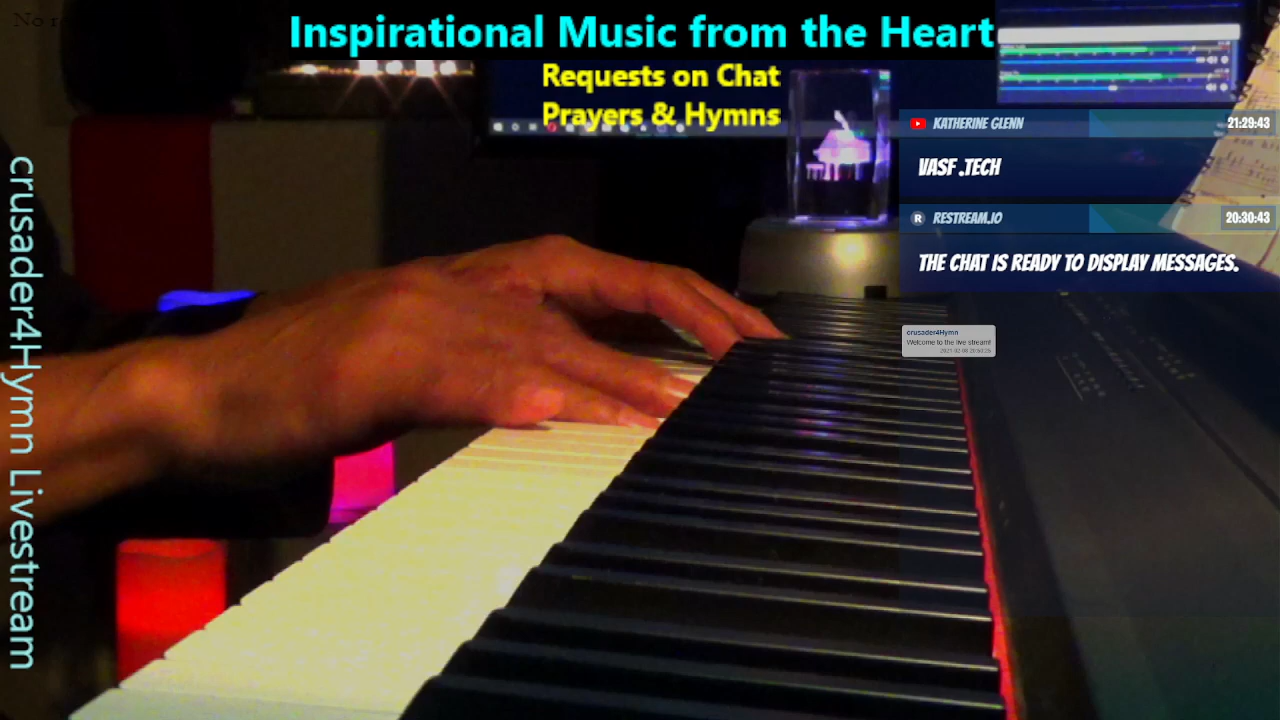 Inspirational Music from the Heart
Requests on Chat
Prayers & Hymns
KATHERINE GLENN
21:29:43
VASF .TECH
R RESTREAM.IO
20:30:43
THE CHAT IS READY TO DISPLAY MESSAGES.
crusader4Hymn
Welcome to the live stream!
crusader4Hymn Livestream